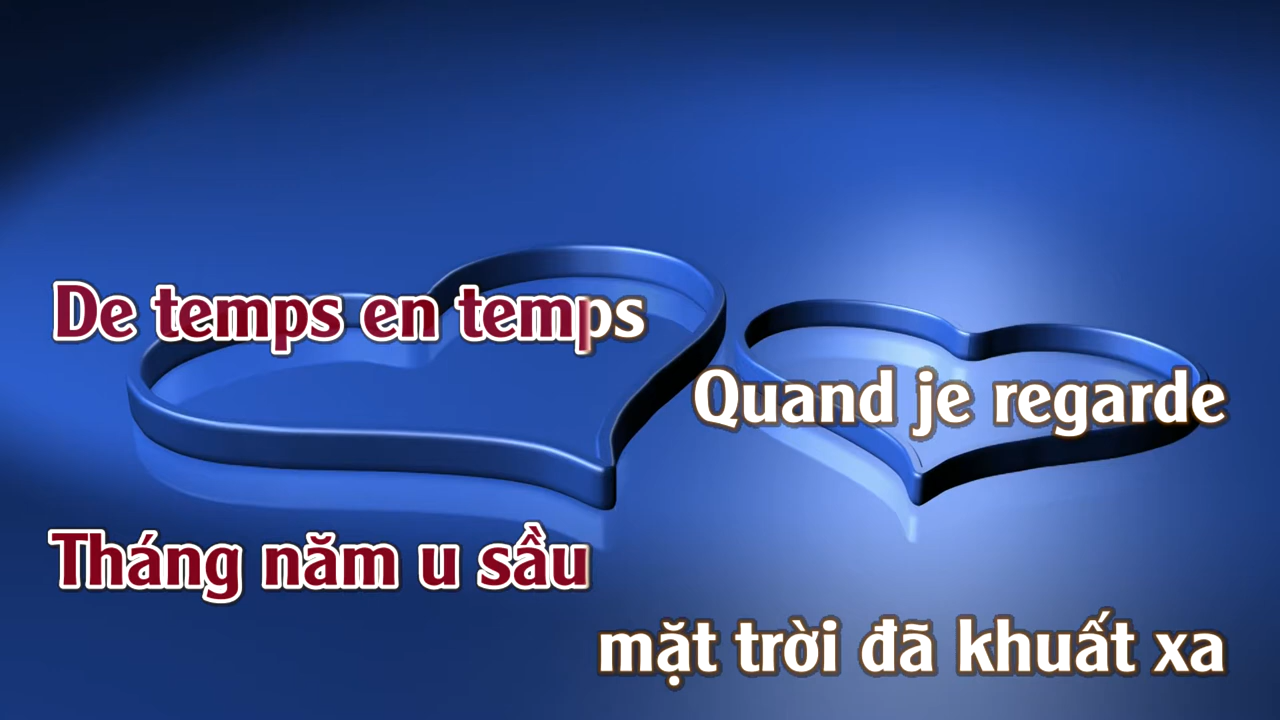 De temps en temps
Quand je regarde
Tháng năm u sầu
mặt trời đã khuất xa